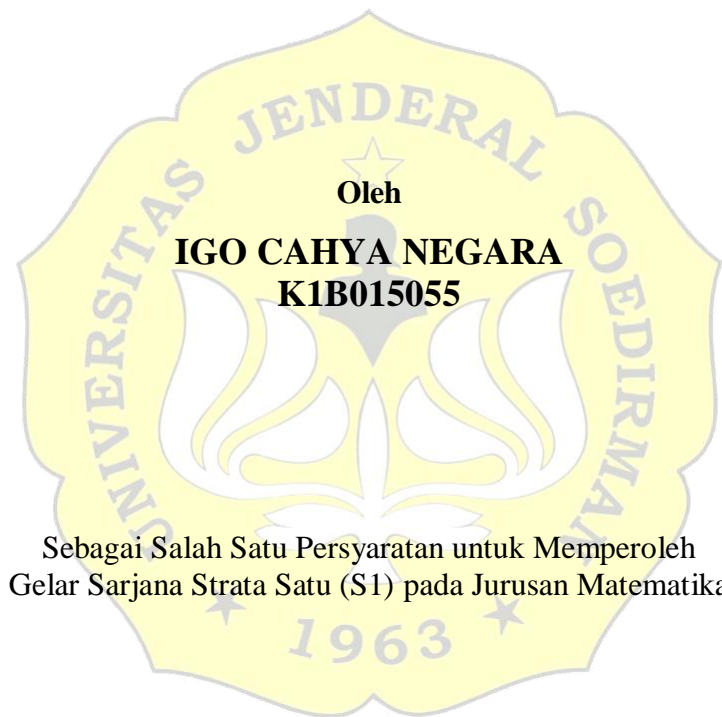 UNIVERSITAS JENDERAL SOEDIRMAN
Oleh
IGO CAHYA NEGARA
K1B015055
Sebagai Salah Satu Persyaratan untuk Memperoleh
Gelar Sarjana Strata Satu (S1) pada Jurusan Matematika
1963